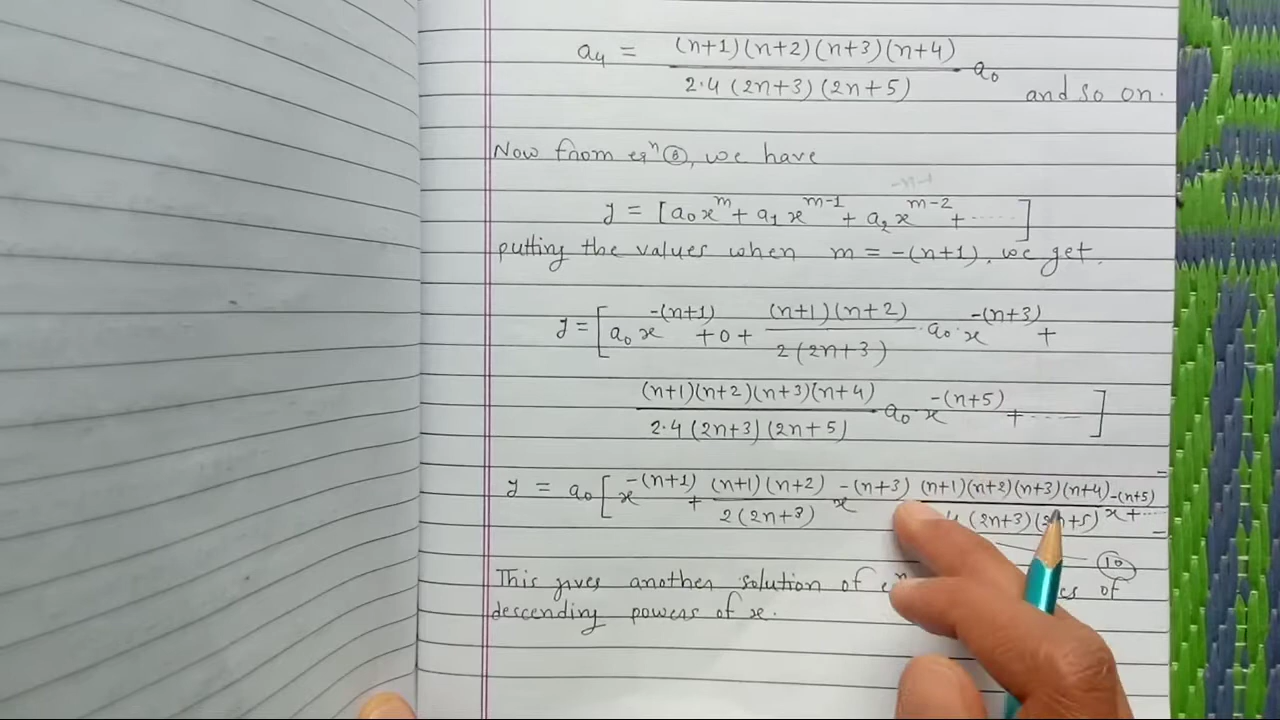 a₄ = (n+1)(n+2)(n+3)(n+4) / 2·4 (2n+3)(2n+5) a₀ and so on.
Now from eqⁿ ⑧, we have
y = [a₀x^m + a₁x^(m-1) + a₂x^(m-2) + ······]
putting the values when m = -(n+1), we get.
y = [a₀x^-(n+1) + 0 + (n+1)(n+2) / 2(2n+3) · a₀ · x^-(n+3) +
(n+1)(n+2)(n+3)(n+4) / 2·4 (2n+3)(2n+5) a₀ x^-(n+5) + ······]
y = a₀[x^-(n+1) + (n+1)(n+2) / 2(2n+3) x^-(n+3) (n+1)(n+2)(n+3)(n+4) / 4 (2n+3)(2n+5) x^-(n+5) + ····
⑩
This gives another solution of of
descending powers of x.